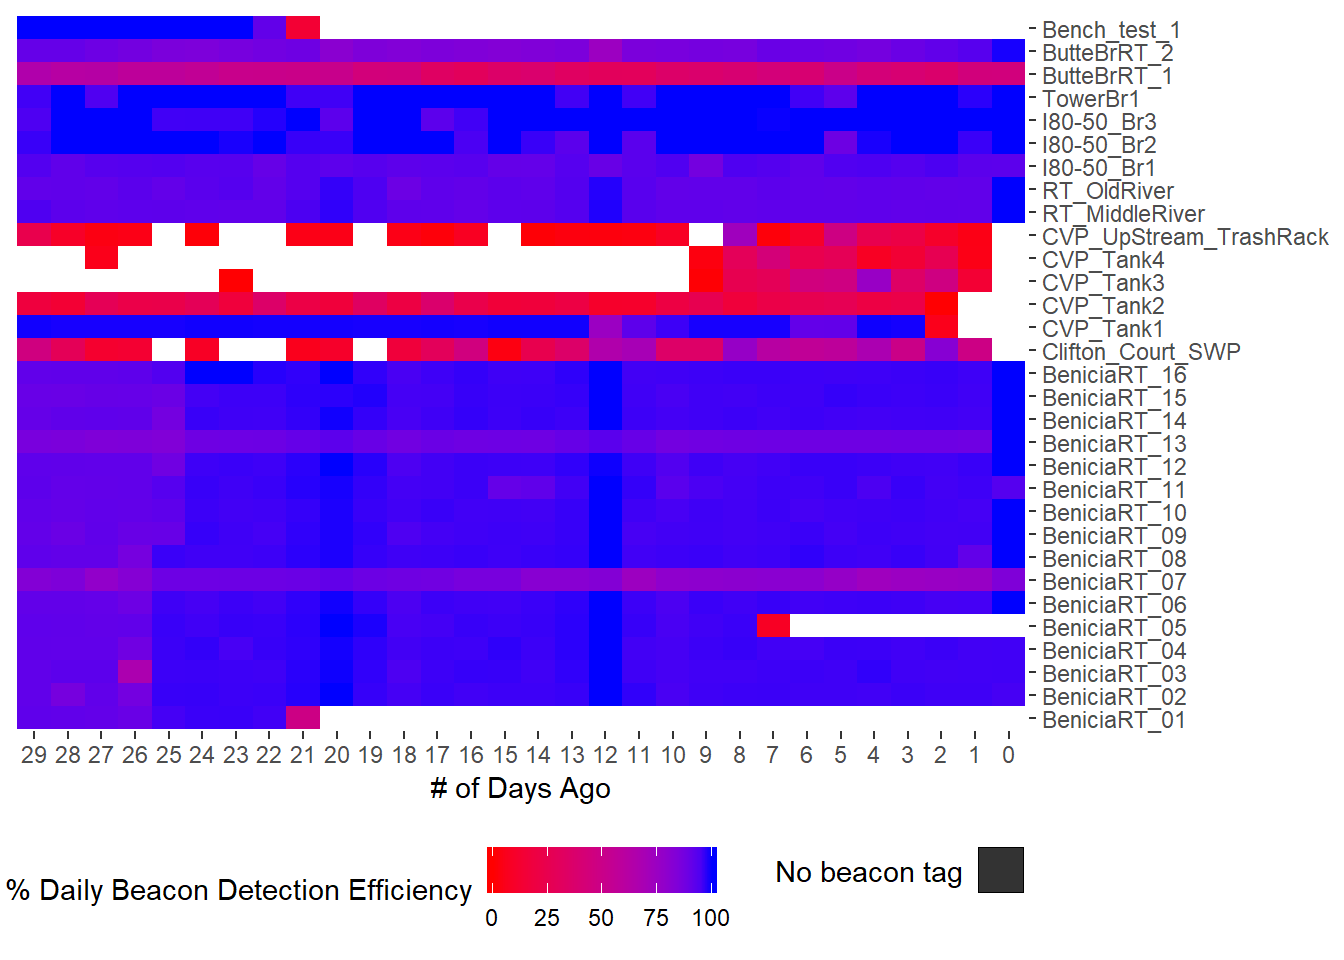 Bench_test_1
ButteBrRT_2
ButteBrRT_1
TowerBr1
I80-50_Br3
I80-50_Br2
I80-50_Br1
RT_OldRiver
RT_MiddleRiver
CVP_UpStream_TrashRack
CVP_Tank4
CVP_Tank3
CVP_Tank2
CVP_Tank1
Clifton_Court_SWP
BeniciaRT_16
BeniciaRT_15
BeniciaRT_14
BeniciaRT_13
BeniciaRT_12
BeniciaRT_11
BeniciaRT_10
BeniciaRT_09
BeniciaRT_08
BeniciaRT_07
BeniciaRT_06
BeniciaRT_05
BeniciaRT_04
BeniciaRT_03
BeniciaRT_02
BeniciaRT_01
29 28 27 26 25 24 23 22 21 20 19 18 17 16 15 14 13 12 11 10 9 8 7 6 5 4 3 2 1 0
# of Days Ago
% Daily Beacon Detection Efficiency
0 25 50 75 100
No beacon tag